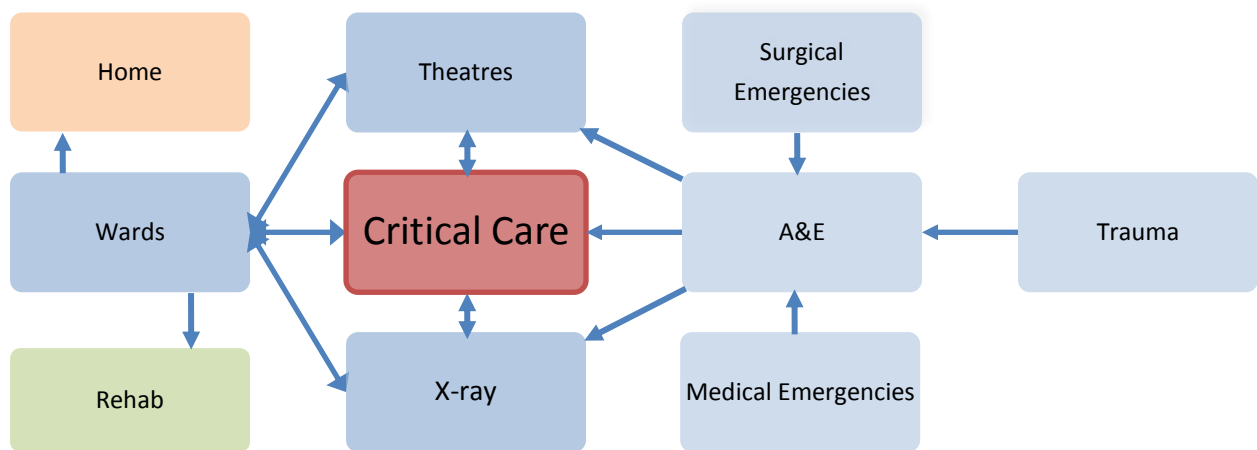 Home
Theatres
Surgical
Emergencies
Wards
Critical Care
A&E
Trauma
Rehab
X-ray
Medical Emergencies